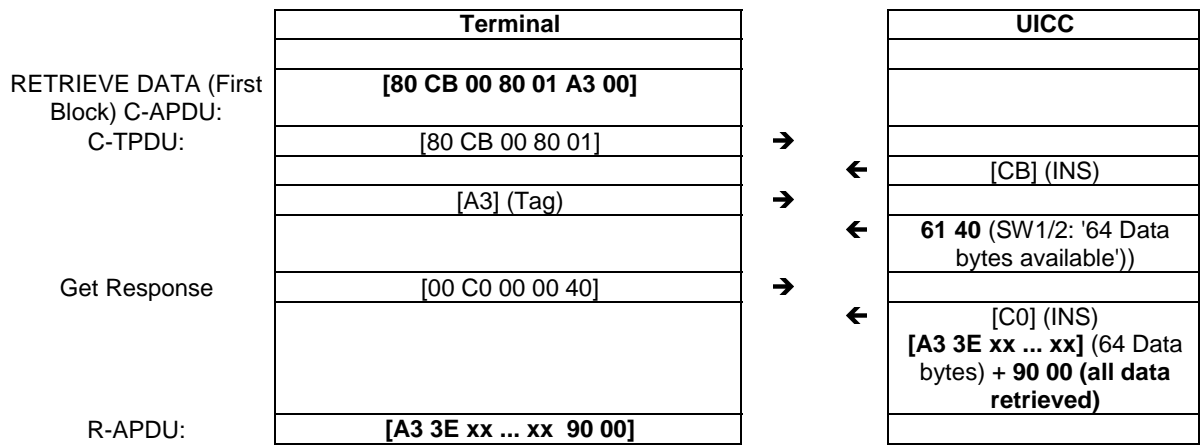 Terminal UICC
RETRIEVE DATA (First [80 CB 00 80 01 A3 00]
Block) C-APDU:
C-TPDU: [80 CB 00 80 01] ➔
🡰 [CB] (INS)
[A3] (Tag) ➔
🡰 61 40 (SW1/2: '64 Data
bytes available'))
Get Response [00 C0 00 00 40] ➔
🡰 [C0] (INS)
[A3 3E xx ... xx] (64 Data
bytes) + 90 00 (all data
retrieved)
R-APDU: [A3 3E xx ... xx 90 00]